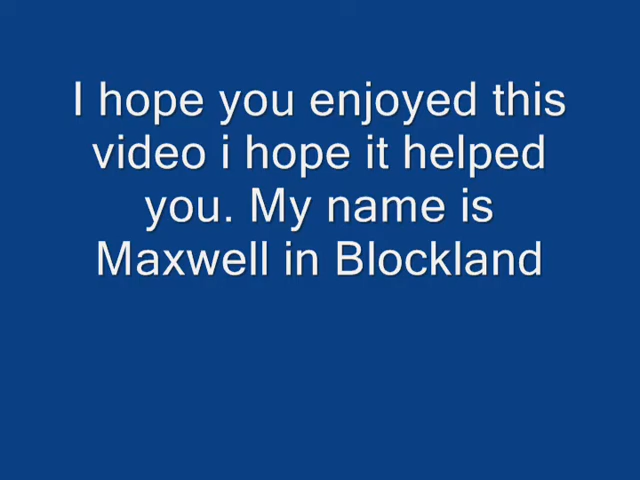 I hope you enjoyed this
video i hope it helped
you. My name is
Maxwell in Blockland